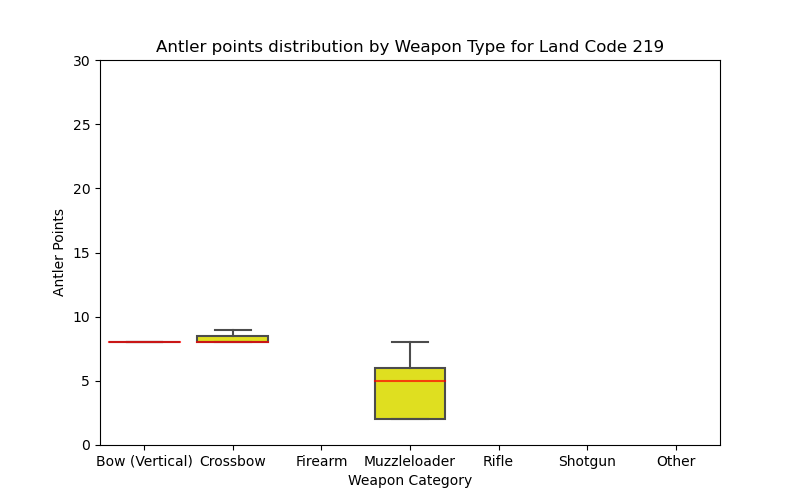 Antler points distribution by Weapon Type for Land Code 219
30
25
20
15
10
5
0
Antler Points
Bow (Vertical) Crossbow Firearm Muzzleloader Rifle Shotgun Other
Weapon Category